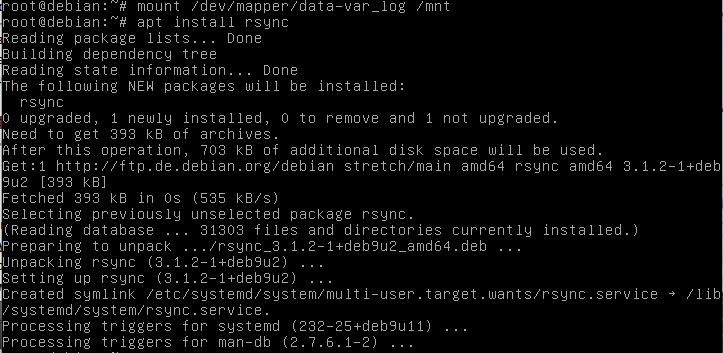 root@debian:~# mount /dev/mapper/data-var_log /mnt
root@debian:~# apt install rsync
Reading package lists... Done
Building dependency tree
Reading state information... Done
The following NEW packages will be installed:
  rsync
0 upgraded, 1 newly installed, 0 to remove and 1 not upgraded.
Need to get 393 kB of archives.
After this operation, 703 kB of additional disk space will be used.
Get:1 http://ftp.de.debian.org/debian stretch/main amd64 rsync amd64 3.1.2-1+deb
9u2 [393 kB]
Fetched 393 kB in 0s (535 kB/s)
Selecting previously unselected package rsync.
(Reading database ... 31303 files and directories currently installed.)
Preparing to unpack .../rsync_3.1.2-1+deb9u2_amd64.deb ...
Unpacking rsync (3.1.2-1+deb9u2) ...
Setting up rsync (3.1.2-1+deb9u2) ...
Created symlink /etc/systemd/system/multi-user.target.wants/rsync.service → /lib
/systemd/system/rsync.service.
Processing triggers for systemd (232-25+deb9u11) ...
Processing triggers for man-db (2.7.6.1-2) ...